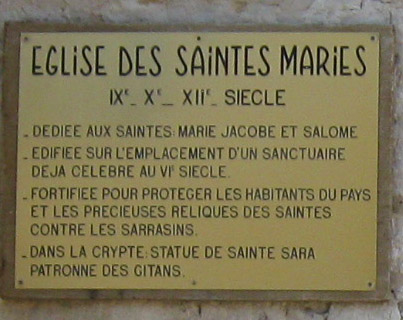 EGLISE DES SAINTES MARIES
IXᵉ_ Xᵉ_ XIIᵉ_ SIECLE
_ DEDIEE AUX SAINTES: MARIE JACOBE ET SALOME
_ EDIFIEE SUR L'EMPLACEMENT D'UN SANCTUAIRE
DEJA CELEBRE AU VIᵉ SIECLE.
_ FORTIFIEE POUR PROTEGER LES HABITANTS DU PAYS
ET LES PRECIEUSES RELIQUES DES SAINTES
CONTRE LES SARRASINS.
_ DANS LA CRYPTE: STATUE DE SAINTE SARA
PATRONNE DES GITANS.